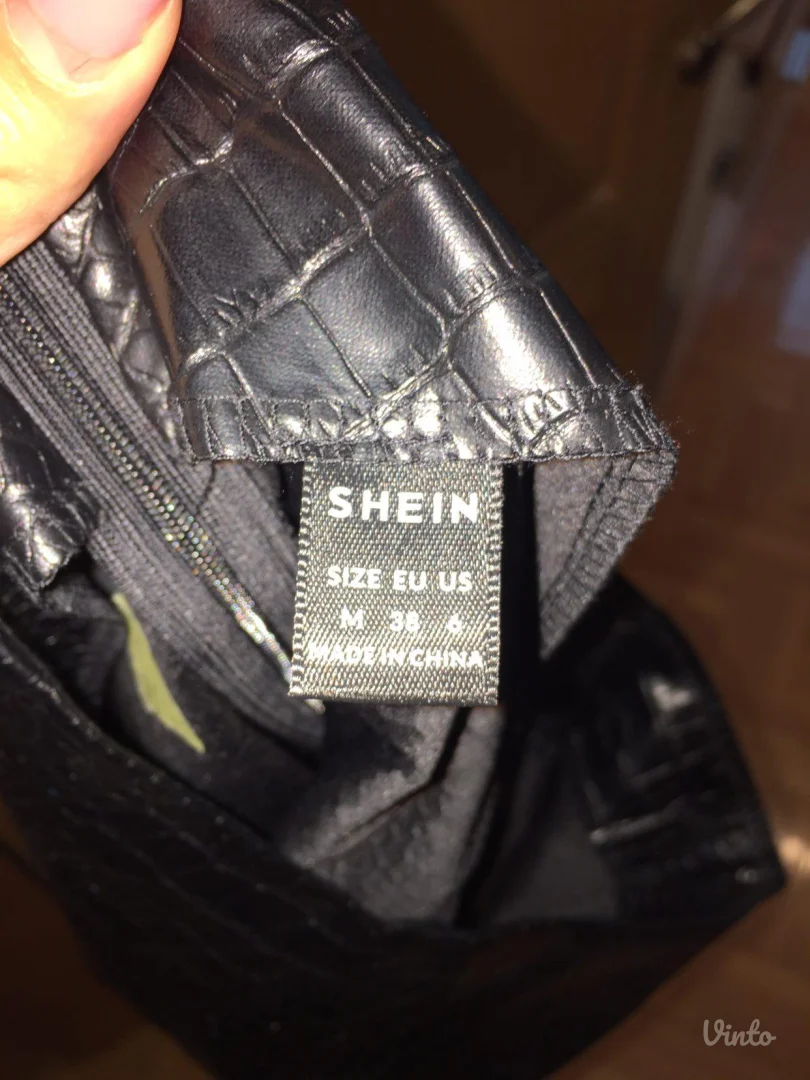 SHEIN
SIZE EU US
M 38 6
MADE IN CHINA
Vinto